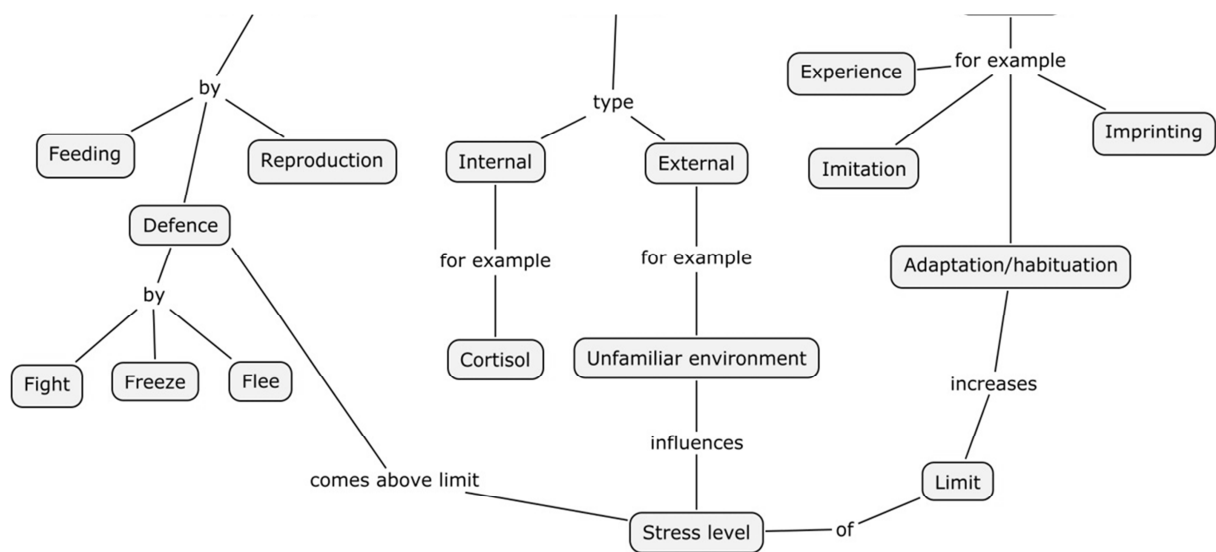 by
Feeding
Reproduction
Defence
by
Fight
Freeze
Flee
comes above limit
type
Internal
External
for example
for example
Cortisol
Unfamiliar environment
influences
Stress level
of
Experience
for example
Imitation
Imprinting
Adaptation/habituation
increases
Limit